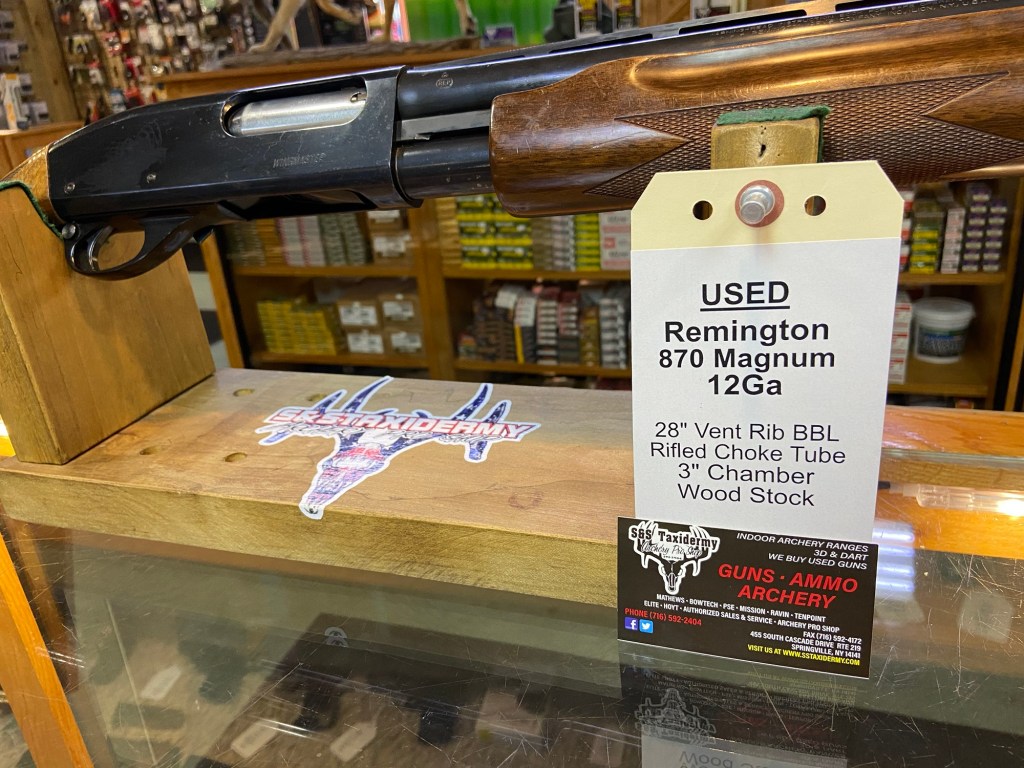 WINGMASTER
USED
Remington
870 Magnum
12Ga
28" Vent Rib BBL
Rifled Choke Tube
3" Chamber
Wood Stock
S&STAXIDERMY
S&S Taxidermy
Archery Pro Shop
INDOOR ARCHERY RANGES
3D & DART
WE BUY USED GUNS
GUNS · AMMO
ARCHERY
MATHEWS · BOWTECH · PSE · MISSION · RAVIN · TENPOINT
ELITE · HOYT · AUTHORIZED SALES & SERVICE · ARCHERY PRO SHOP
PHONE (716) 592-2404
FAX (716) 592-4172
455 SOUTH CASCADE DRIVE RTE 219
SPRINGVILLE, NY 14141
VISIT US AT WWW.SSTAXIDERMY.COM